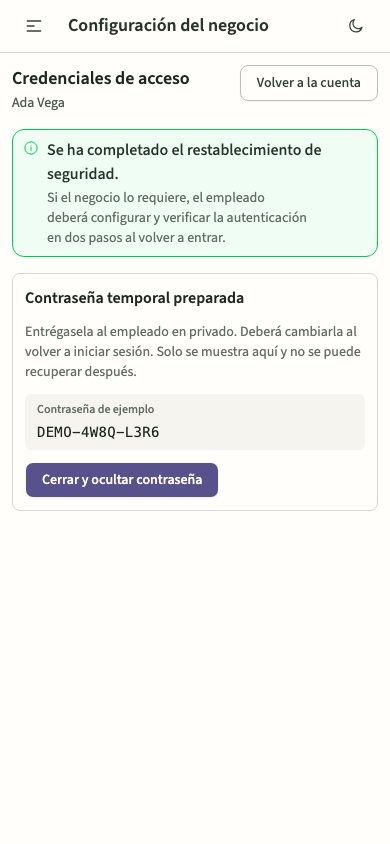 Configuración del negocio
Credenciales de acceso
Volver a la cuenta
Ada Vega
Se ha completado el restablecimiento de
seguridad.
Si el negocio lo requiere, el empleado
deberá configurar y verificar la autenticación
en dos pasos al volver a entrar.
Contraseña temporal preparada
Entrégasela al empleado en privado. Deberá cambiarla al
volver a iniciar sesión. Solo se muestra aquí y no se puede
recuperar después.
Contraseña de ejemplo
DEMO–4W8Q–L3R6
Cerrar y ocultar contraseña